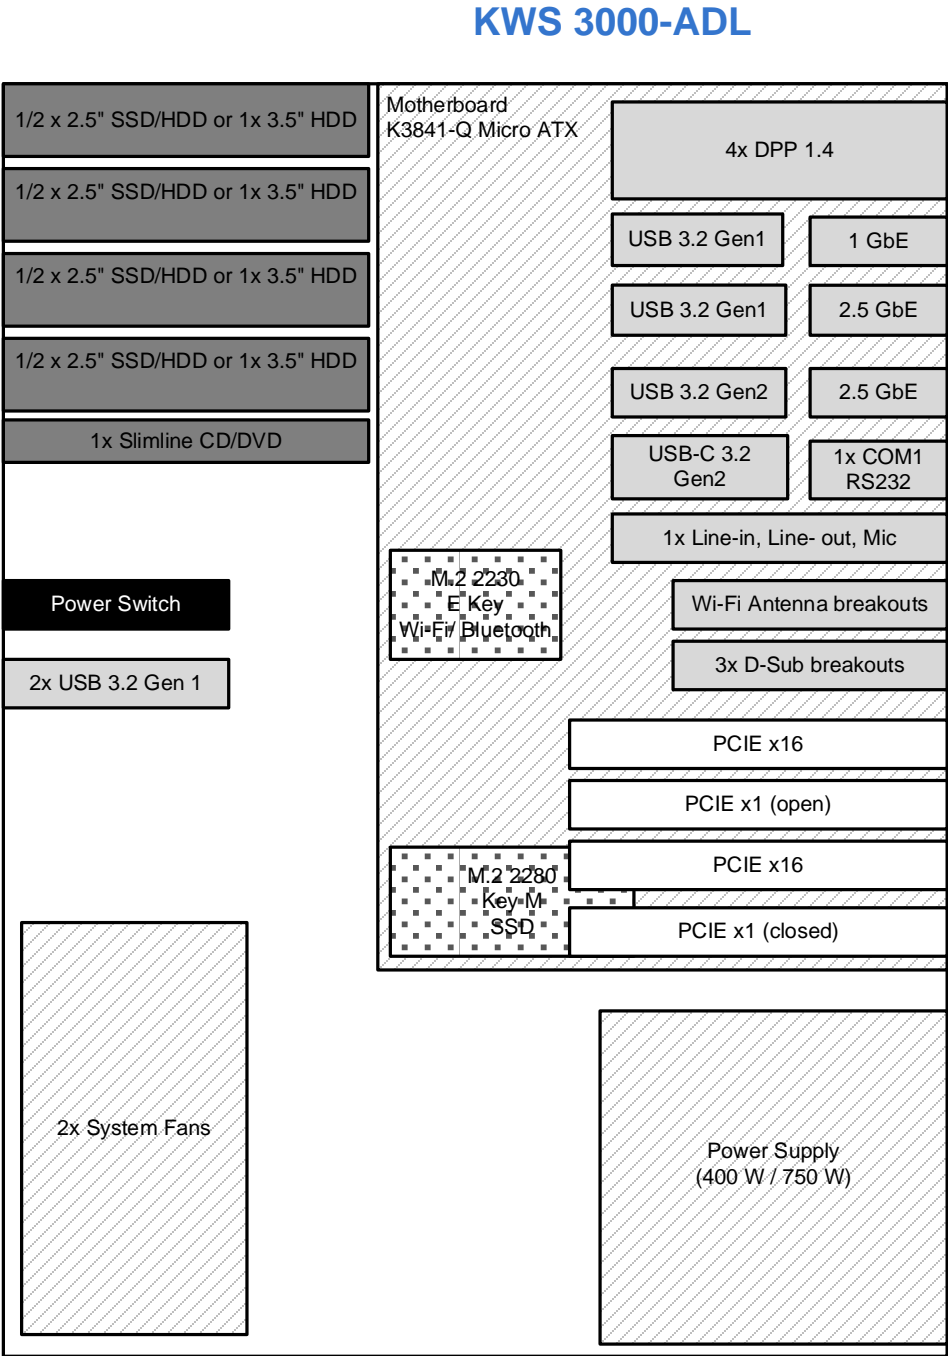 KWS 3000-ADL
1/2 x 2.5" SSD/HDD or 1x 3.5" HDD
1/2 x 2.5" SSD/HDD or 1x 3.5" HDD
1/2 x 2.5" SSD/HDD or 1x 3.5" HDD
1/2 x 2.5" SSD/HDD or 1x 3.5" HDD
1x Slimline CD/DVD
Power Switch
2x USB 3.2 Gen 1
2x System Fans
Motherboard
K3841-Q Micro ATX
4x DPP 1.4
USB 3.2 Gen1
1 GbE
USB 3.2 Gen1
2.5 GbE
USB 3.2 Gen2
2.5 GbE
USB-C 3.2
Gen2
1x COM1
RS232
1x Line-in, Line- out, Mic
M.2 2230
E Key
Wi-Fi/ Bluetooth
Wi-Fi Antenna breakouts
3x D-Sub breakouts
PCIE x16
PCIE x1 (open)
PCIE x16
M.2 2280
Key M
SSD
PCIE x1 (closed)
Power Supply
(400 W / 750 W)